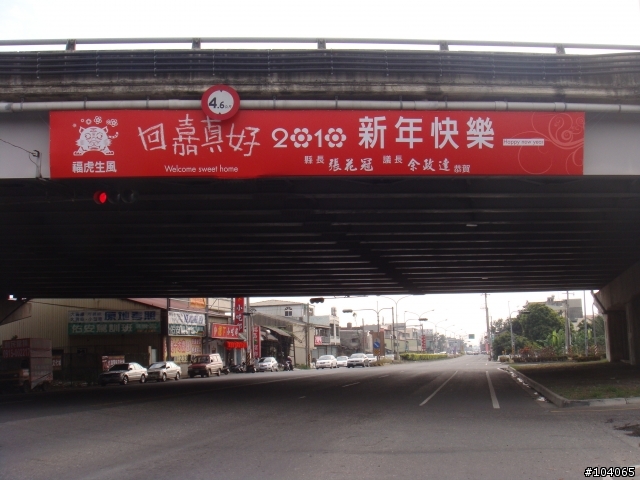 4.6
回嘉真好 2010 新年快樂
Happy new year
福虎生風
Welcome sweet home
縣長 張花冠 議長 余政達 恭賀
#104065